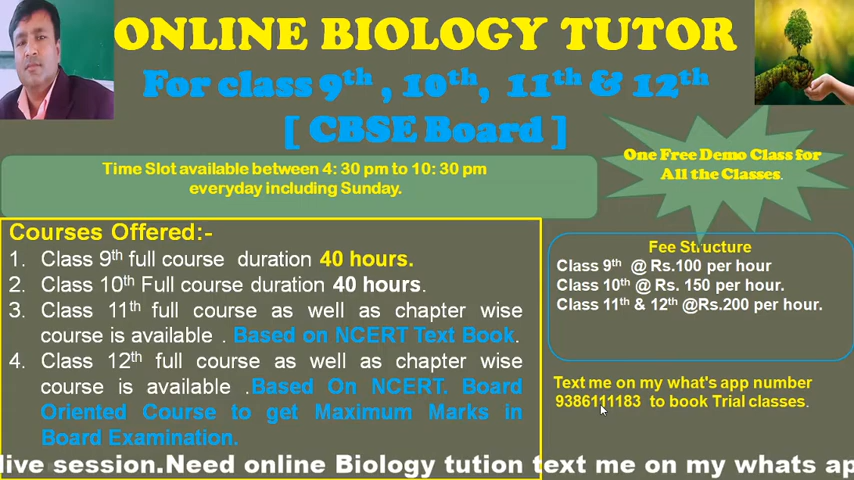 ONLINE BIOLOGY TUTOR
For class 9th , 10th, 11th & 12th
[ CBSE Board ]
Time Slot available between 4: 30 pm to 10: 30 pm
everyday including Sunday.
One Free Demo Class for
All the Classes.
Courses Offered:-
1. Class 9th full course duration 40 hours.
2. Class 10th Full course duration 40 hours.
3. Class 11th full course as well as chapter wise
course is available . Based on NCERT Text Book.
4. Class 12th full course as well as chapter wise
course is available .Based On NCERT. Board
Oriented Course to get Maximum Marks in
Board Examination.
Fee Structure
Class 9th @ Rs.100 per hour
Class 10th @ Rs. 150 per hour.
Class 11th & 12th @Rs.200 per hour.
Text me on my what's app number
9386111183 to book Trial classes.
live session.Need online Biology tution text me on my whats ap